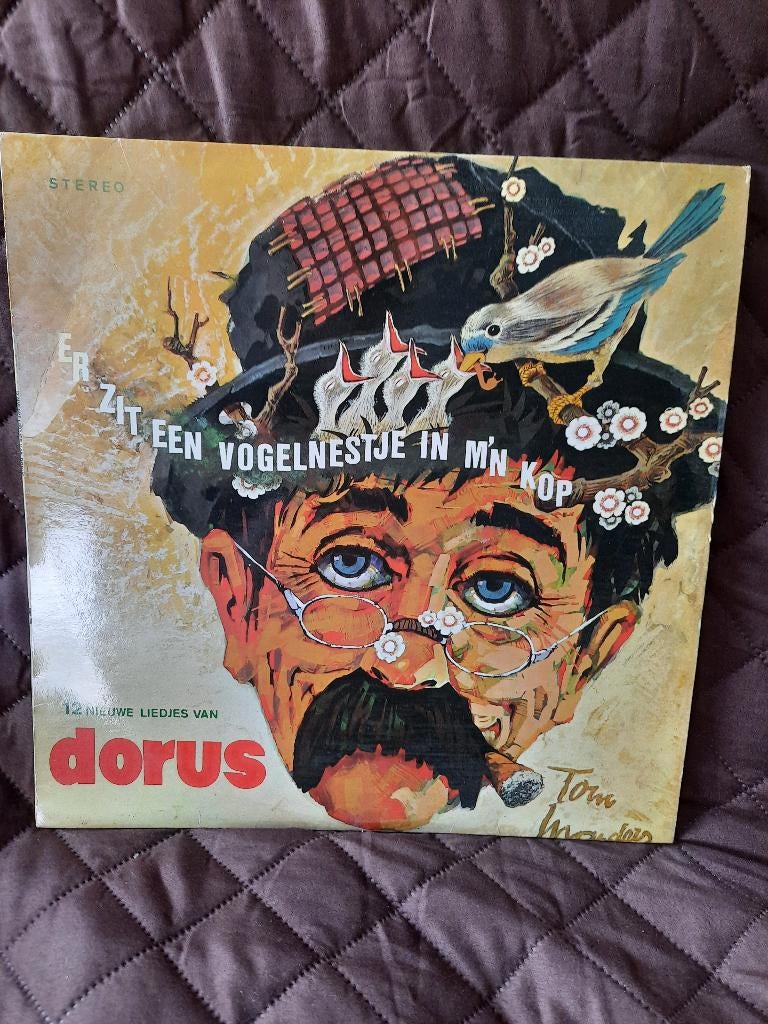 STEREO
ER ZIT EEN VOGELNESTJE IN M'N KOP
12 NIEUWE LIEDJES VAN
dorus
Tom
Manders